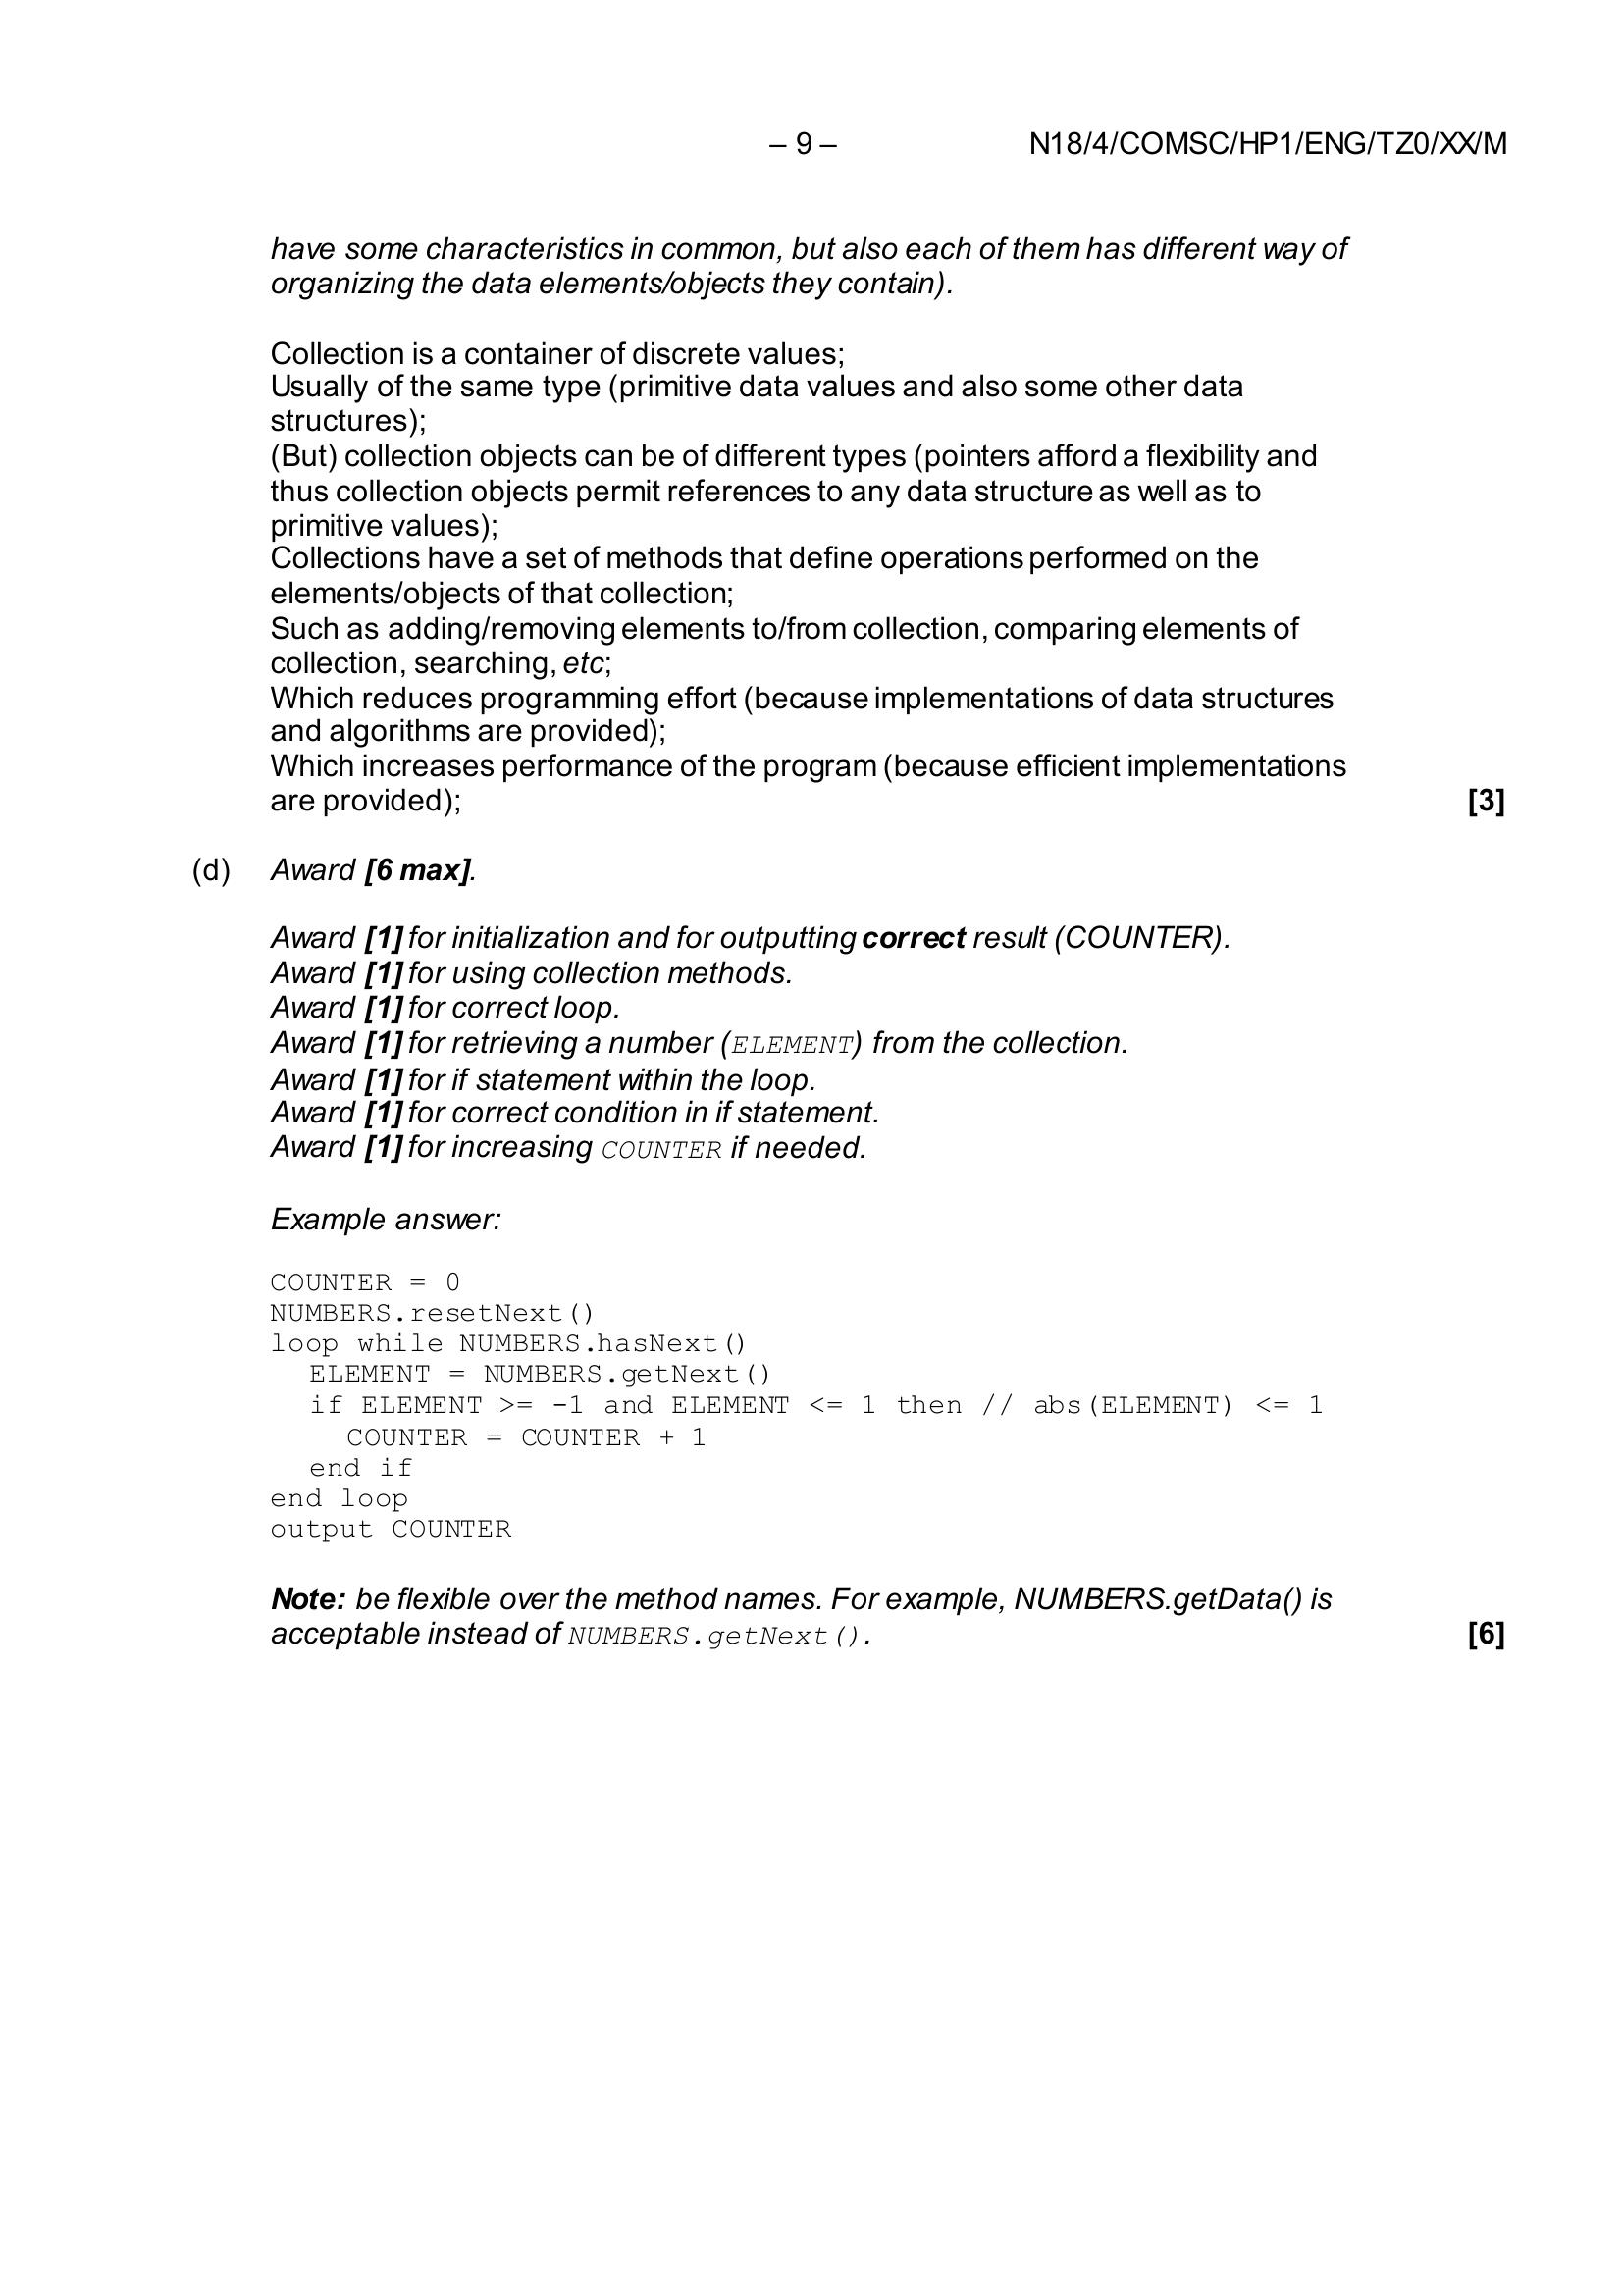 – 9 – N18/4/COMSC/HP1/ENG/TZ0/XX/M
have some characteristics in common, but also each of them has different way of
organizing the data elements/objects they contain).
Collection is a container of discrete values;
Usually of the same type (primitive data values and also some other data
structures);
(But) collection objects can be of different types (pointers afford a flexibility and
thus collection objects permit references to any data structure as well as to
primitive values);
Collections have a set of methods that define operations performed on the
elements/objects of that collection;
Such as adding/removing elements to/from collection, comparing elements of
collection, searching, etc;
Which reduces programming effort (because implementations of data structures
and algorithms are provided);
Which increases performance of the program (because efficient implementations
are provided); [3]
(d) Award [6 max].
Award [1] for initialization and for outputting correct result (COUNTER).
Award [1] for using collection methods.
Award [1] for correct loop.
Award [1] for retrieving a number (ELEMENT) from the collection.
Award [1] for if statement within the loop.
Award [1] for correct condition in if statement.
Award [1] for increasing COUNTER if needed.
Example answer:
COUNTER = 0
NUMBERS.resetNext()
loop while NUMBERS.hasNext()
ELEMENT = NUMBERS.getNext()
if ELEMENT >= -1 and ELEMENT <= 1 then // abs(ELEMENT) <= 1
COUNTER = COUNTER + 1
end if
end loop
output COUNTER
Note: be flexible over the method names. For example, NUMBERS.getData() is
acceptable instead of NUMBERS.getNext(). [6]